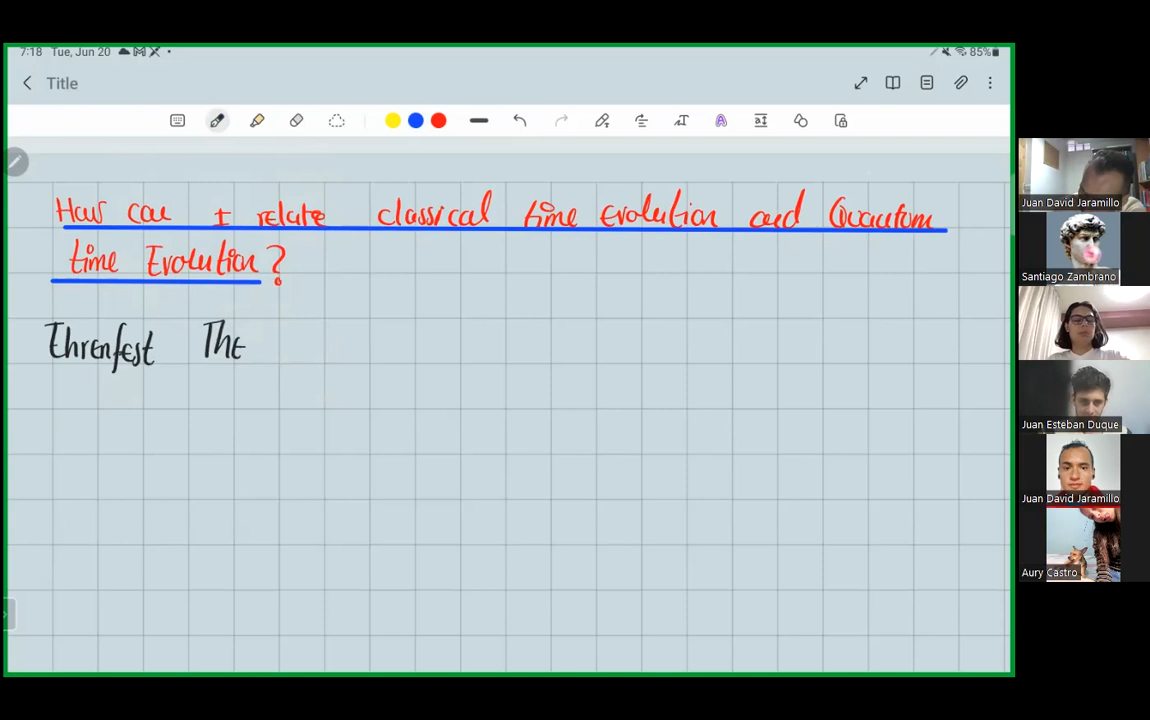 7:18 Tue, Jun 20
85%
Title
How can I relate classical time Evolution and Quantum
time Evolution?
Ehrenfest The
Juan David Jaramillo
Santiago Zambrano
Juan Esteban Duque
Juan David Jaramillo
Aury Castro